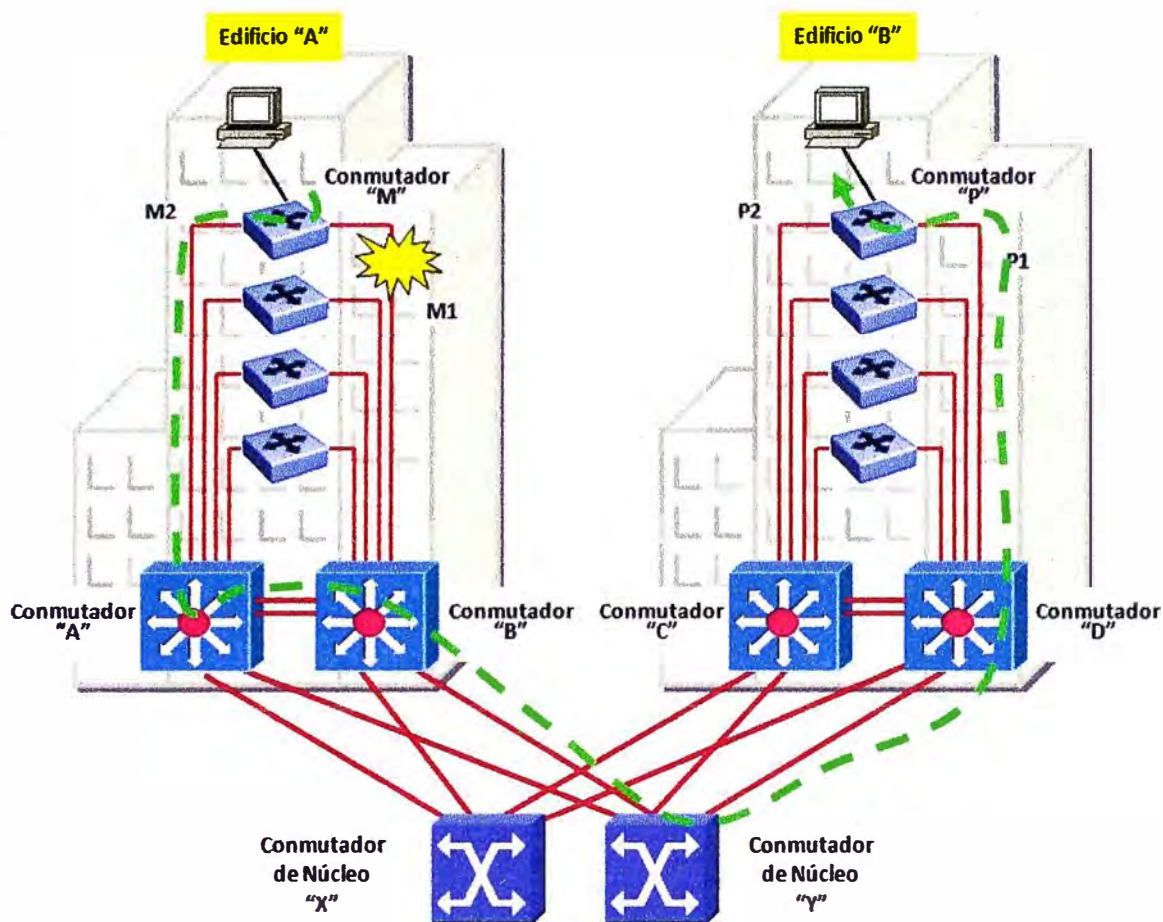 Edificio “A”
Edificio “B”
Conmutador
“M”
M2
M1
Conmutador
“P”
P2
P1
Conmutador
“A”
Conmutador
“B”
Conmutador
“C”
Conmutador
“D”
Conmutador
de Núcleo
“X”
Conmutador
de Núcleo
“Y”